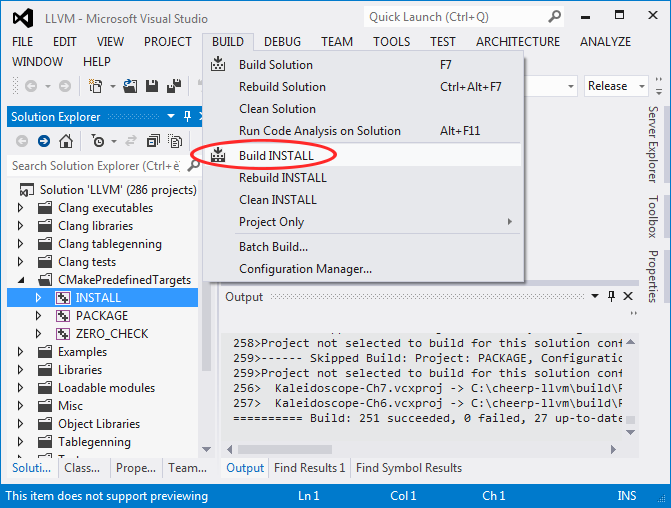 LLVM - Microsoft Visual Studio
Quick Launch (Ctrl+Q)
FILE EDIT VIEW PROJECT BUILD DEBUG TEAM TOOLS TEST ARCHITECTURE ANALYZE
WINDOW HELP
Release
Solution Explorer
Search Solution Explorer (Ctrl+è)
Solution 'LLVM' (286 projects)
Clang executables
Clang libraries
Clang tablegenning
Clang tests
CMakePredefinedTargets
INSTALL
PACKAGE
ZERO_CHECK
Examples
Libraries
Loadable modules
Misc
Object Libraries
Tablegenning
Soluti... Class... Prope... Team...
Build Solution F7
Rebuild Solution Ctrl+Alt+F7
Clean Solution
Run Code Analysis on Solution Alt+F11
Build INSTALL
Rebuild INSTALL
Clean INSTALL
Project Only
Batch Build...
Configuration Manager...
Output
258>Project not selected to build for this solution conf
259>------ Skipped Build: Project: PACKAGE, Configuratio
259>Project not selected to build for this solution conf
256> Kaleidoscope-Ch7.vcxproj -> C:\cheerp-llvm\build\R
257> Kaleidoscope-Ch6.vcxproj -> C:\cheerp-llvm\build\R
========== Build: 251 succeeded, 0 failed, 27 up-to-date
Output Find Results 1 Find Symbol Results
Server Explorer
Toolbox
Properties
This item does not support previewing Ln 1 Col 1 Ch 1 INS